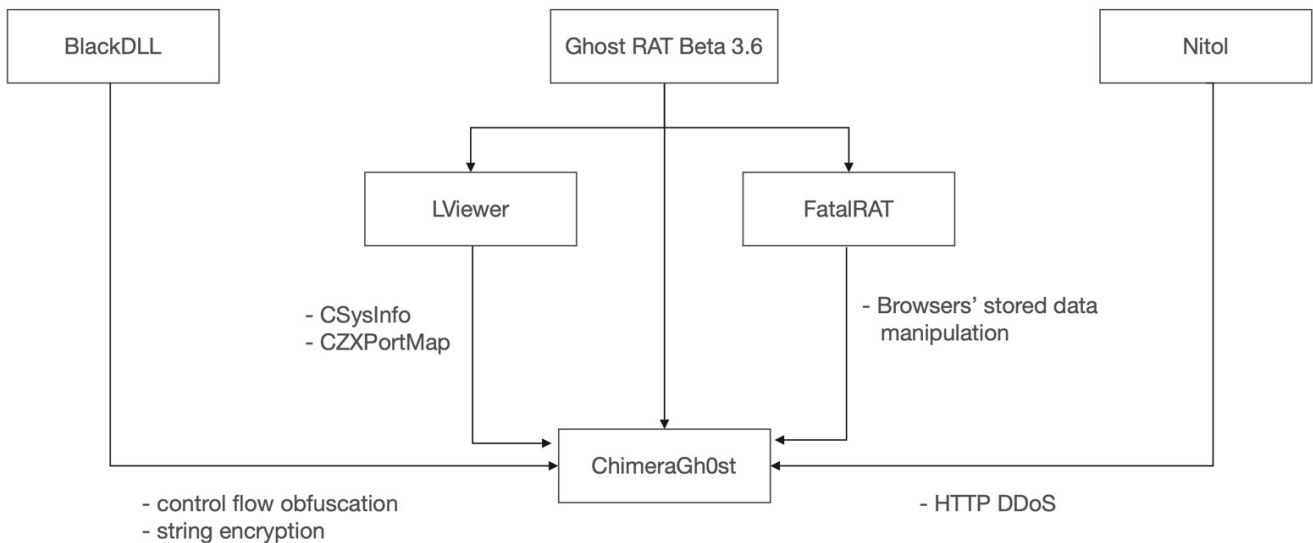 BlackDLL
Ghost RAT Beta 3.6
Nitol
LViewer
FatalRAT
- CSysInfo
- CZXPortMap
- Browsers’ stored data
manipulation
ChimeraGh0st
- control flow obfuscation
- string encryption
- HTTP DDoS